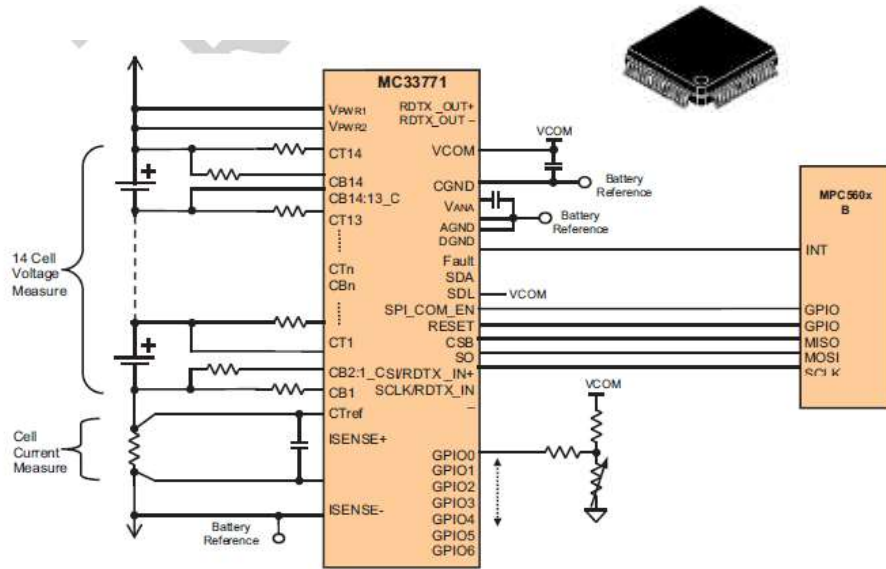 MC33771
VPWR1
VPWR2
CT14
CB14
CB14:13_C
CT13
CTn
CBn
CT1
CB2:1_C
CB1
CTref
ISENSE+
ISENSE-
RDTX_OUT+
RDTX_OUT –
VCOM
CGND
VANA
AGND
DGND
Fault
SDA
SDL
SPI_COM_EN
RESET
CSB
SO
SI/RDTX_IN+
SCLK/RDTX_IN
–
GPIO0
GPIO1
GPIO2
GPIO3
GPIO4
GPIO5
GPIO6
14 Cell
Voltage
Measure
Cell
Current
Measure
Battery
Reference
VCOM
Battery
Reference
Battery
Reference
VCOM
VCOM
MPC560x
B
INT
GPIO
GPIO
MISO
MOSI
SCLK
+
+